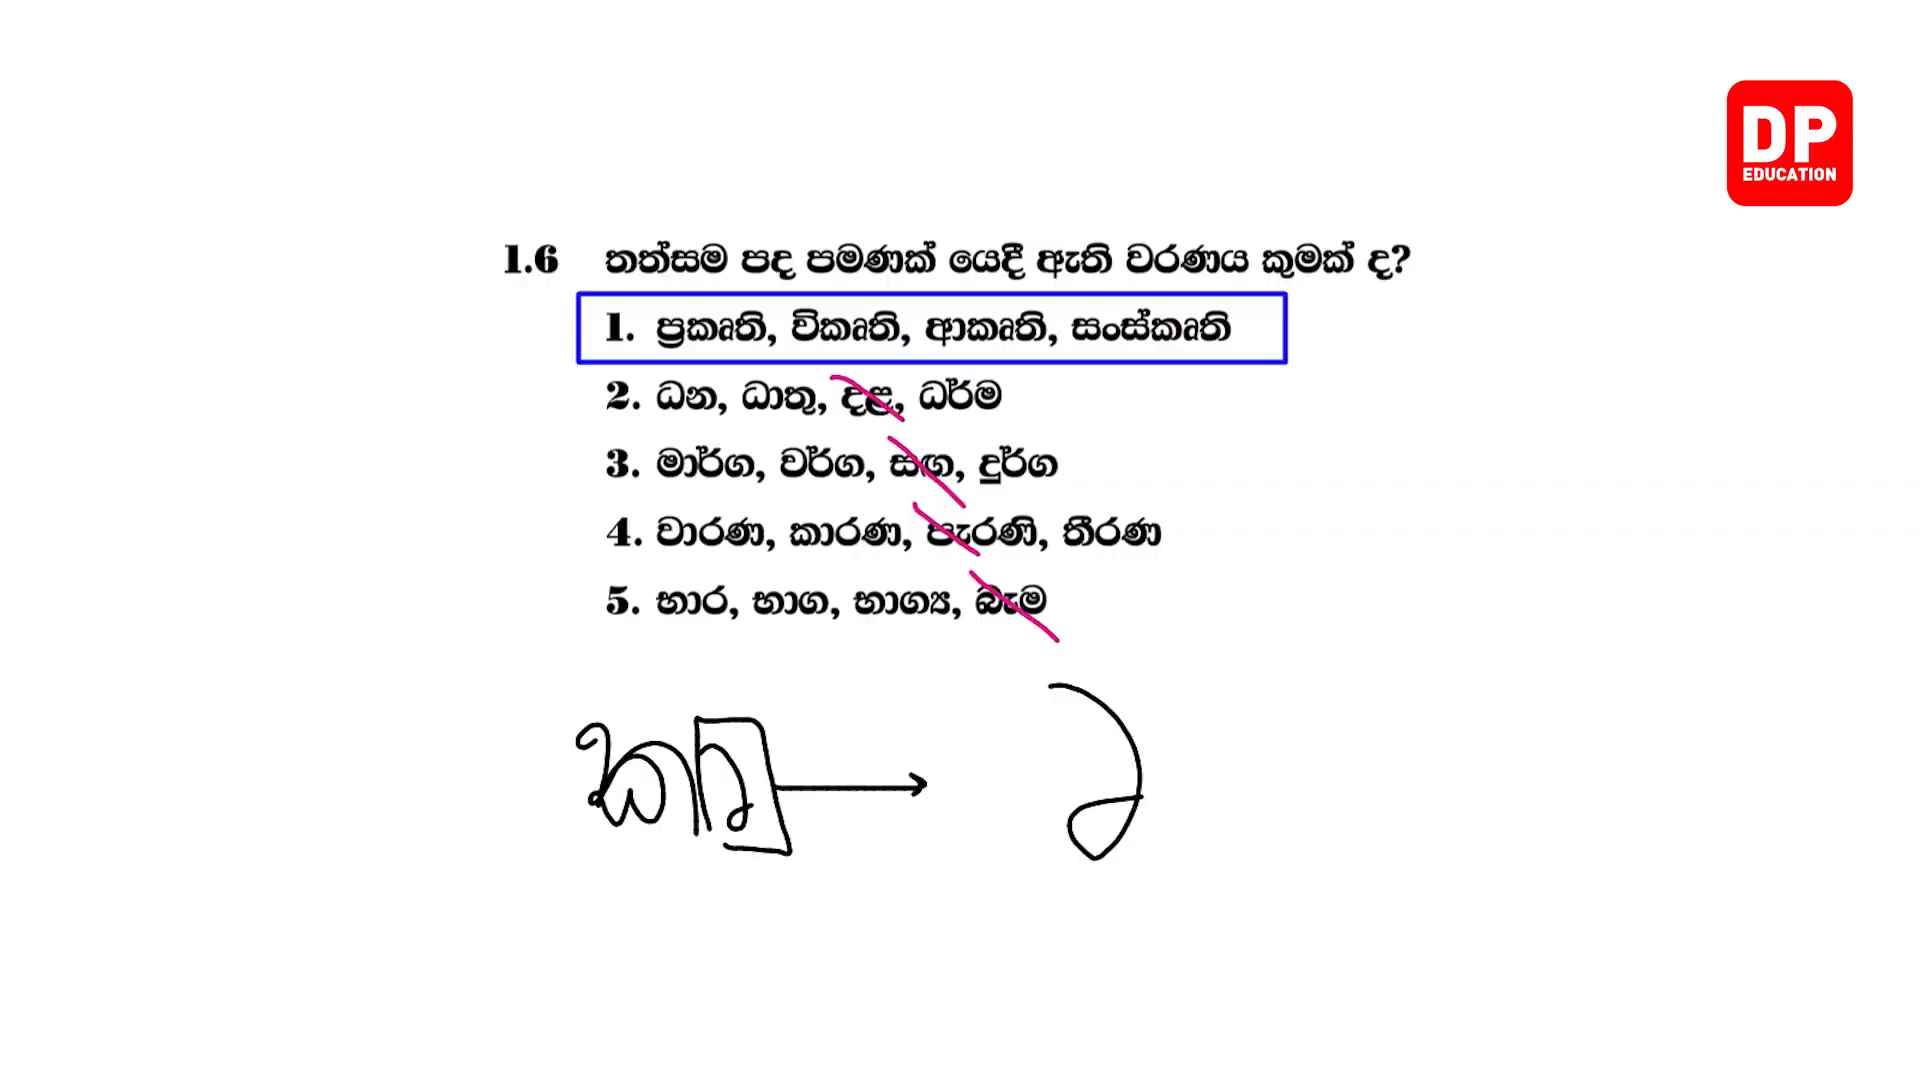 DP
EDUCATION
1.6 තත්සම පද පමණක් යෙදී ඇති වරණය කුමක් ද?
1. ප්‍රකෘති, විකෘති, ආකෘති, සංස්කෘති
2. ධන, ධාතු, දළ, ධර්ම
3. මාර්ග, වර්ග, සඟ, දුර්ග
4. වාරණ, කාරණ, පැරණි, තීරණ
5. භාර, භාග, භාග්‍ය, බැම